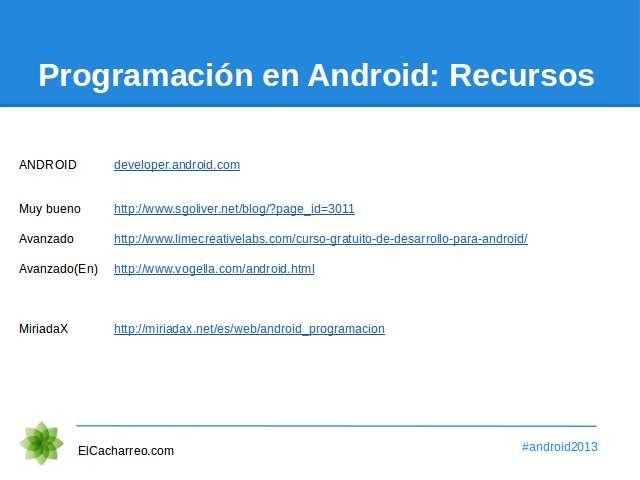 Programación en Android: Recursos
ANDROID developer.android.com
Muy bueno http://www.sgoliver.net/blog/?page_id=3011
Avanzado http://www.limecreativelabs.com/curso-gratuito-de-desarrollo-para-android/
Avanzado(En) http://www.vogella.com/android.html
MiriadaX http://miriadax.net/es/web/android_programacion
ElCacharreo.com #android2013